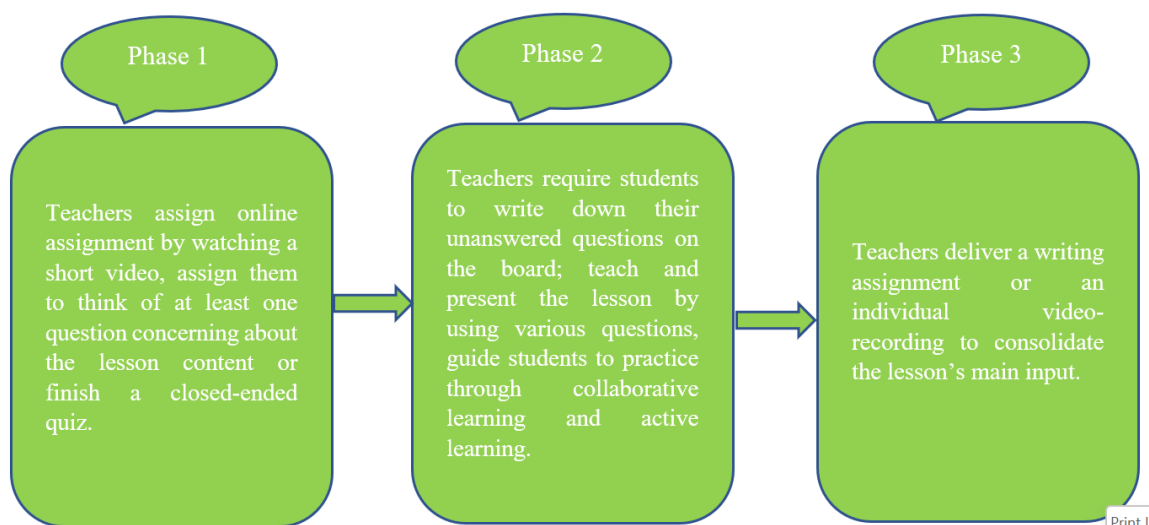 Phase 1
Teachers assign online
assignment by watching a
short video, assign them
to think of at least one
question concerning about
the lesson content or
finish a closed-ended
quiz.
Phase 2
Teachers require students
to write down their
unanswered questions on
the board; teach and
present the lesson by
using various questions,
guide students to practice
through collaborative
learning and active
learning.
Phase 3
Teachers deliver a writing
assignment or an
individual video-
recording to consolidate
the lesson’s main input.
Print